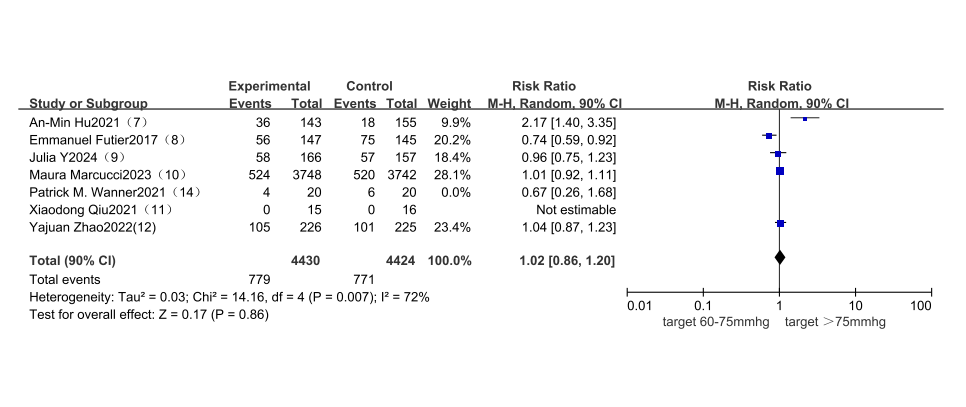 Experimental Control Risk Ratio Risk Ratio
Study or Subgroup Events Total Events Total Weight M-H, Random, 90% CI M-H, Random, 90% CI
An-Min Hu2021（7） 36 143 18 155 9.9% 2.17 [1.40, 3.35]
Emmanuel Futier2017（8） 56 147 75 145 20.2% 0.74 [0.59, 0.92]
Julia Y2024（9） 58 166 57 157 18.4% 0.96 [0.75, 1.23]
Maura Marcucci2023（10） 524 3748 520 3742 28.1% 1.01 [0.92, 1.11]
Patrick M. Wanner2021（14） 4 20 6 20 0.0% 0.67 [0.26, 1.68]
Xiaodong Qiu2021（11） 0 15 0 16 Not estimable
Yajuan Zhao2022(12) 105 226 101 225 23.4% 1.04 [0.87, 1.23]
Total (90% CI) 4430 4424 100.0% 1.02 [0.86, 1.20]
Total events 779 771
Heterogeneity: Tau² = 0.03; Chi² = 14.16, df = 4 (P = 0.007); I² = 72%
Test for overall effect: Z = 0.17 (P = 0.86)
0.01 0.1 1 10 100
target 60-75mmhg target ＞75mmhg